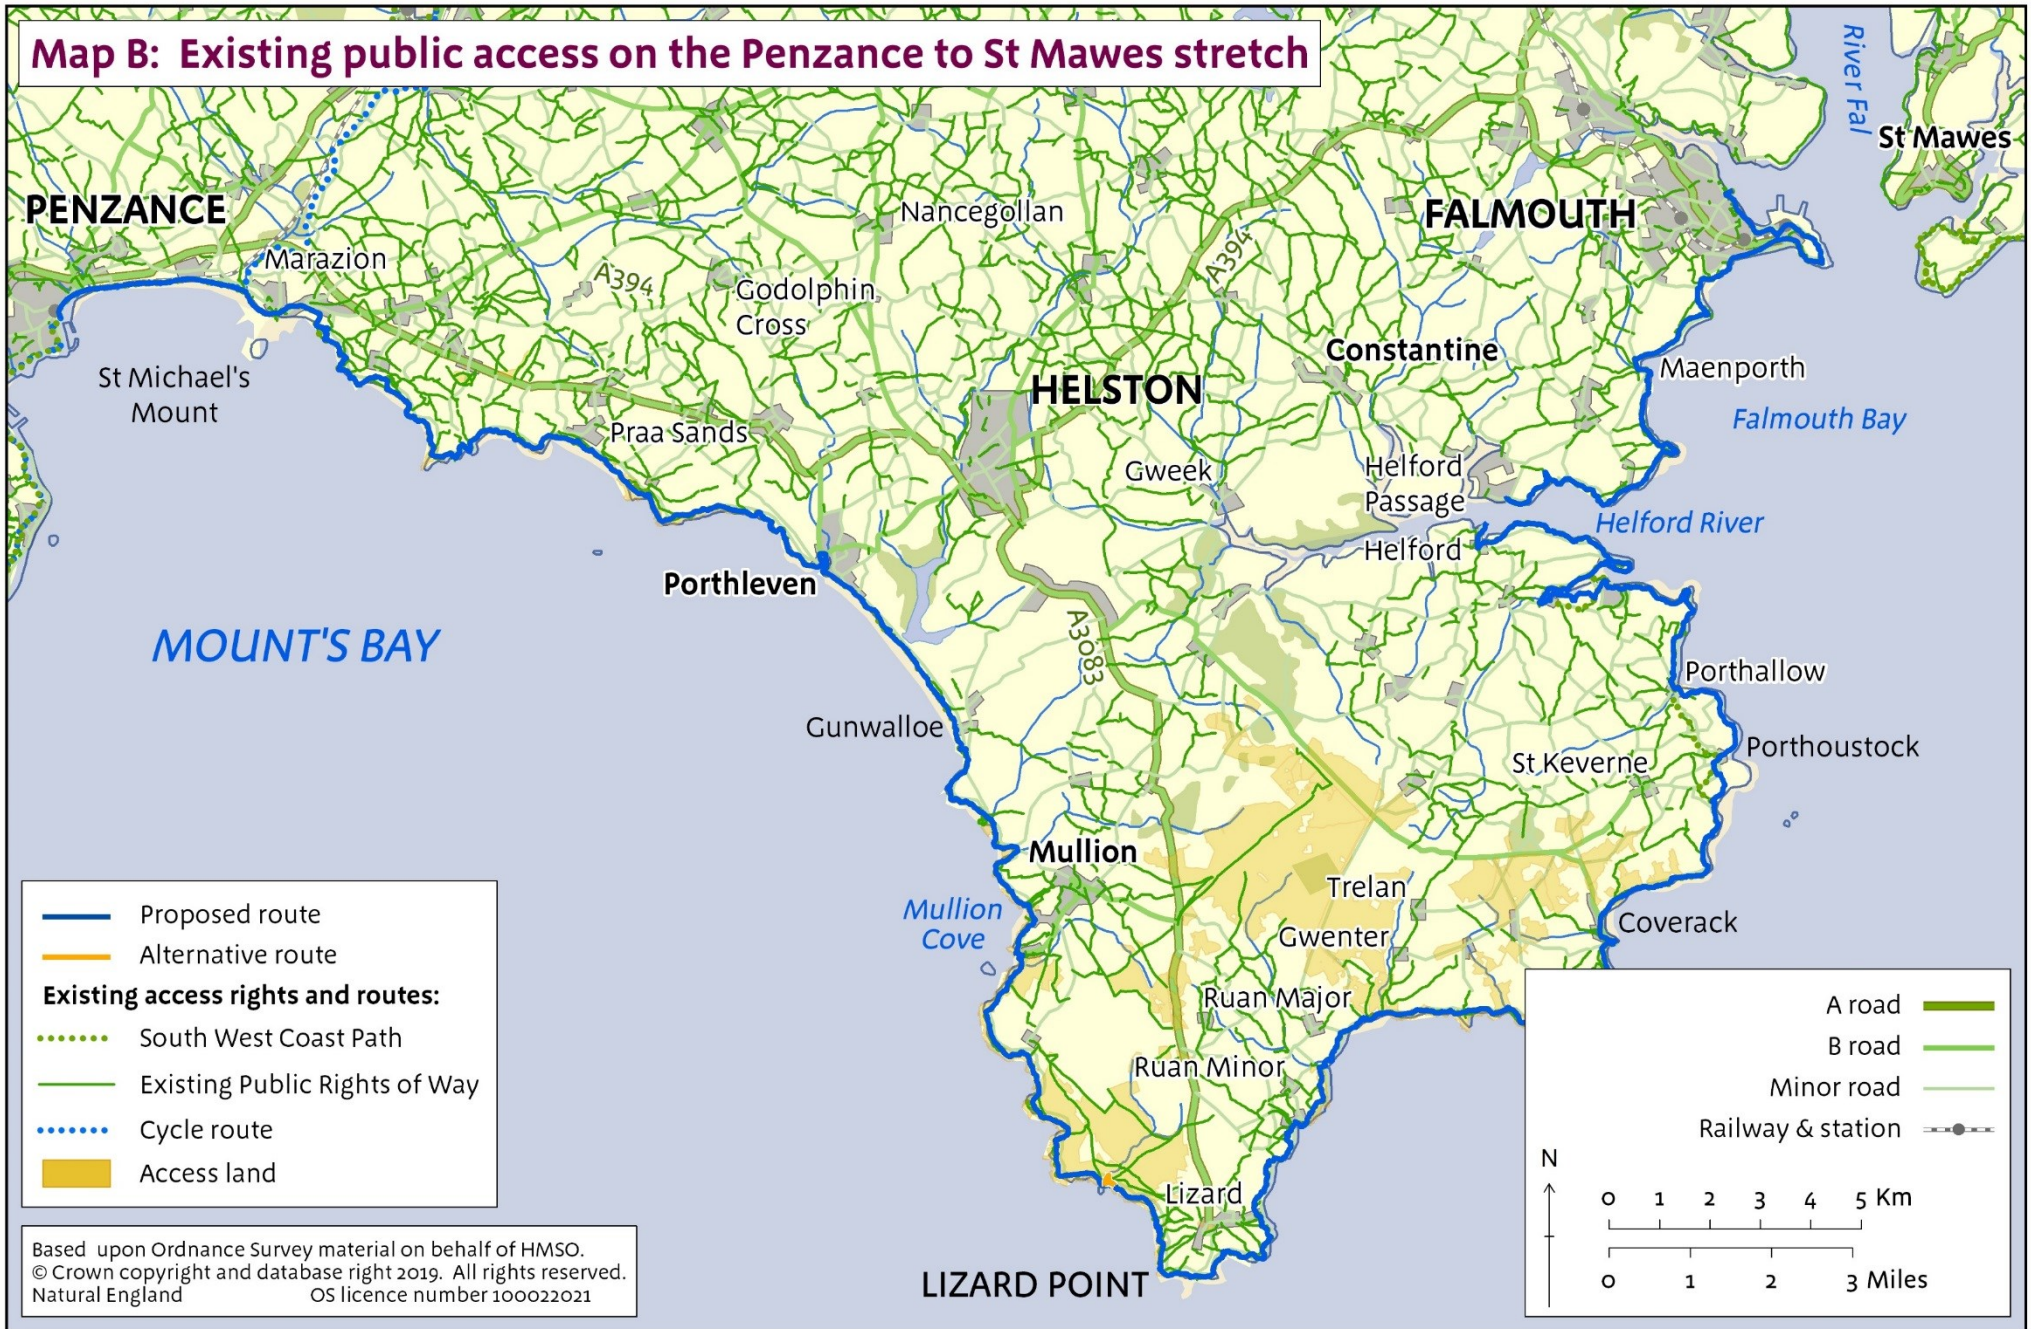 Map B: Existing public access on the Penzance to St Mawes stretch
River Fal
St Mawes
PENZANCE
Nancegollan
FALMOUTH
Marazion
A394
A394
Godolphin
Cross
Constantine
Maenporth
St Michael's
Mount
HELSTON
Falmouth Bay
Praa Sands
Gweek
Helford
Passage
Helford River
Helford
Porthleven
MOUNT'S BAY
A3083
Porthallow
Gunwalloe
Porthoustock
St Keverne
Mullion
Trelan
Mullion
Cove
Coverack
Gwenter
Ruan Major
Ruan Minor
Lizard
LIZARD POINT
Proposed route
Alternative route
Existing access rights and routes:
South West Coast Path
Existing Public Rights of Way
Cycle route
Access land
Based upon Ordnance Survey material on behalf of HMSO.
© Crown copyright and database right 2019. All rights reserved.
Natural England OS licence number 100022021
A road
B road
Minor road
Railway & station
N
0 1 2 3 4 5 Km
0 1 2 3 Miles